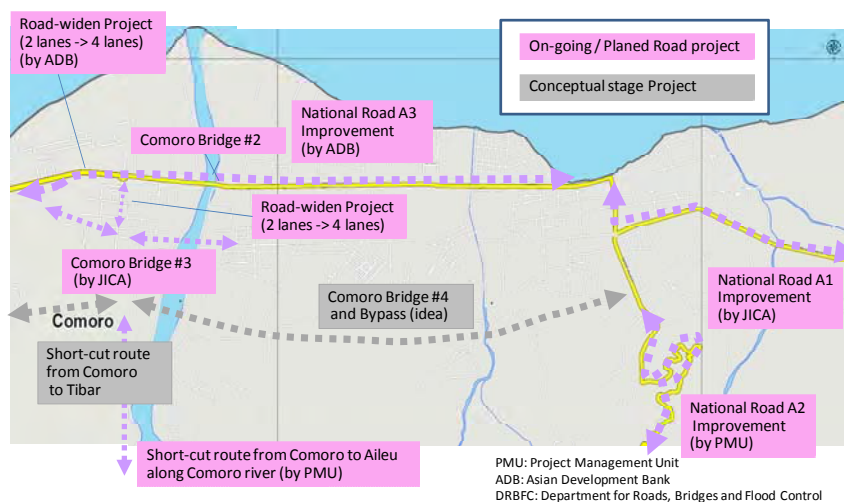 Road-widen Project
(2 lanes -> 4 lanes)
(by ADB)
On-going / Planed Road project
Conceptual stage Project
National Road A3
Improvement
(by ADB)
Comoro Bridge #2
Road-widen Project
(2 lanes -> 4 lanes)
Comoro Bridge #3
(by JICA)
National Road A1
Improvement
(by JICA)
Comoro Bridge #4
and Bypass (idea)
Comoro
Short-cut route
from Comoro
to Tibar
National Road A2
Improvement
(by PMU)
Short-cut route from Comoro to Aileu
along Comoro river (by PMU)
PMU: Project Management Unit
ADB: Asian Development Bank
DRBFC: Department for Roads, Bridges and Flood Control